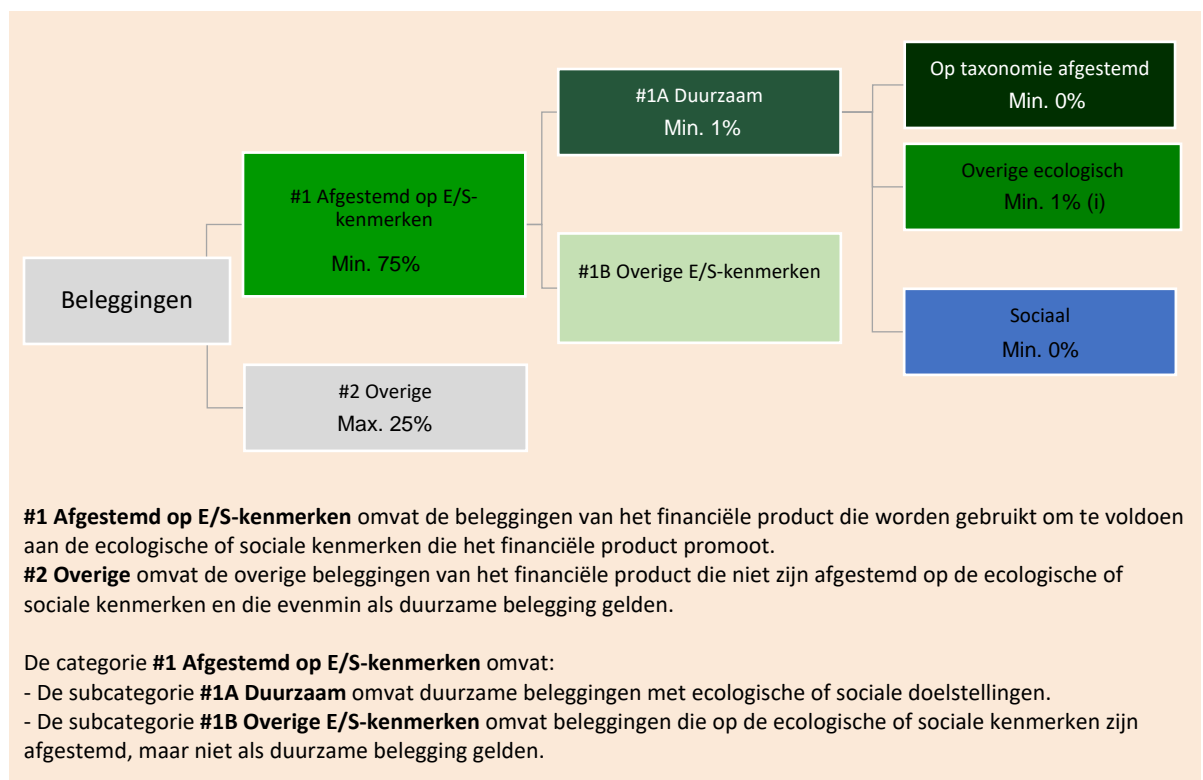 Beleggingen
#1 Afgestemd op E/S-
kenmerken
Min. 75%
#2 Overige
Max. 25%
#1A Duurzaam
Min. 1%
#1B Overige E/S-kenmerken
Op taxonomie afgestemd
Min. 0%
Overige ecologisch
Min. 1% (i)
Sociaal
Min. 0%
#1 Afgestemd op E/S-kenmerken omvat de beleggingen van het financiële product die worden gebruikt om te voldoen
aan de ecologische of sociale kenmerken die het financiële product promoot.
#2 Overige omvat de overige beleggingen van het financiële product die niet zijn afgestemd op de ecologische of
sociale kenmerken en die evenmin als duurzame belegging gelden.
De categorie #1 Afgestemd op E/S-kenmerken omvat:
- De subcategorie #1A Duurzaam omvat duurzame beleggingen met ecologische of sociale doelstellingen.
- De subcategorie #1B Overige E/S-kenmerken omvat beleggingen die op de ecologische of sociale kenmerken zijn
afgestemd, maar niet als duurzame belegging gelden.